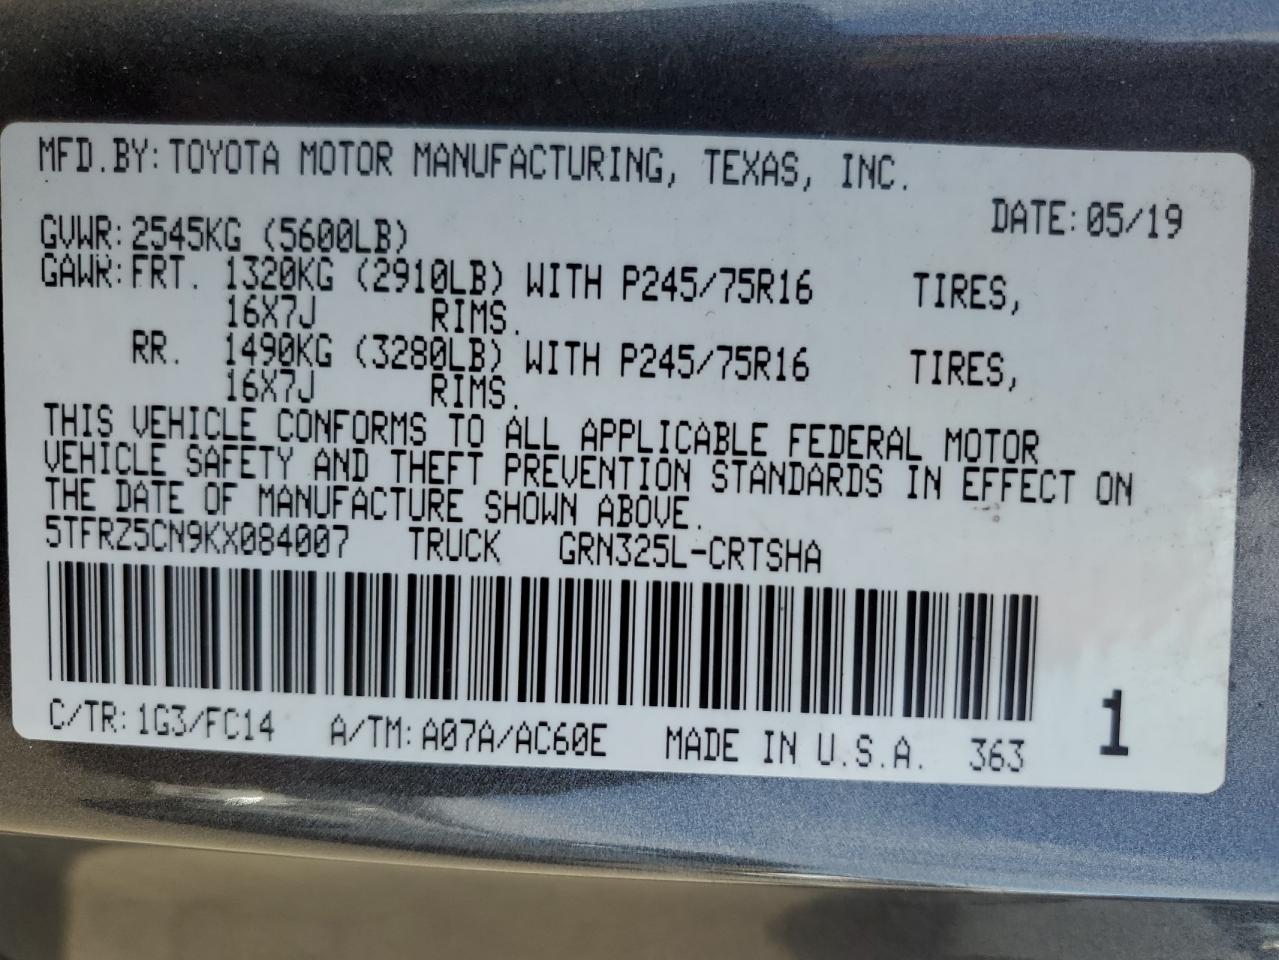 MFD.BY: TOYOTA MOTOR MANUFACTURING, TEXAS, INC.
DATE: 05/19
GVWR: 2545KG (5600LB)
GAWR: FRT. 1320KG (2910LB) WITH P245/75R16 TIRES,
16X7J RIMS.
RR. 1490KG (3280LB) WITH P245/75R16 TIRES,
16X7J RIMS.
THIS VEHICLE CONFORMS TO ALL APPLICABLE FEDERAL MOTOR
VEHICLE SAFETY AND THEFT PREVENTION STANDARDS IN EFFECT ON
THE DATE OF MANUFACTURE SHOWN ABOVE.
5TFRZ5CN9KX084007 TRUCK GRN325L-CRTSHA
C/TR: 1G3/FC14 A/TM: A07A/AC60E MADE IN U.S.A. 363 1